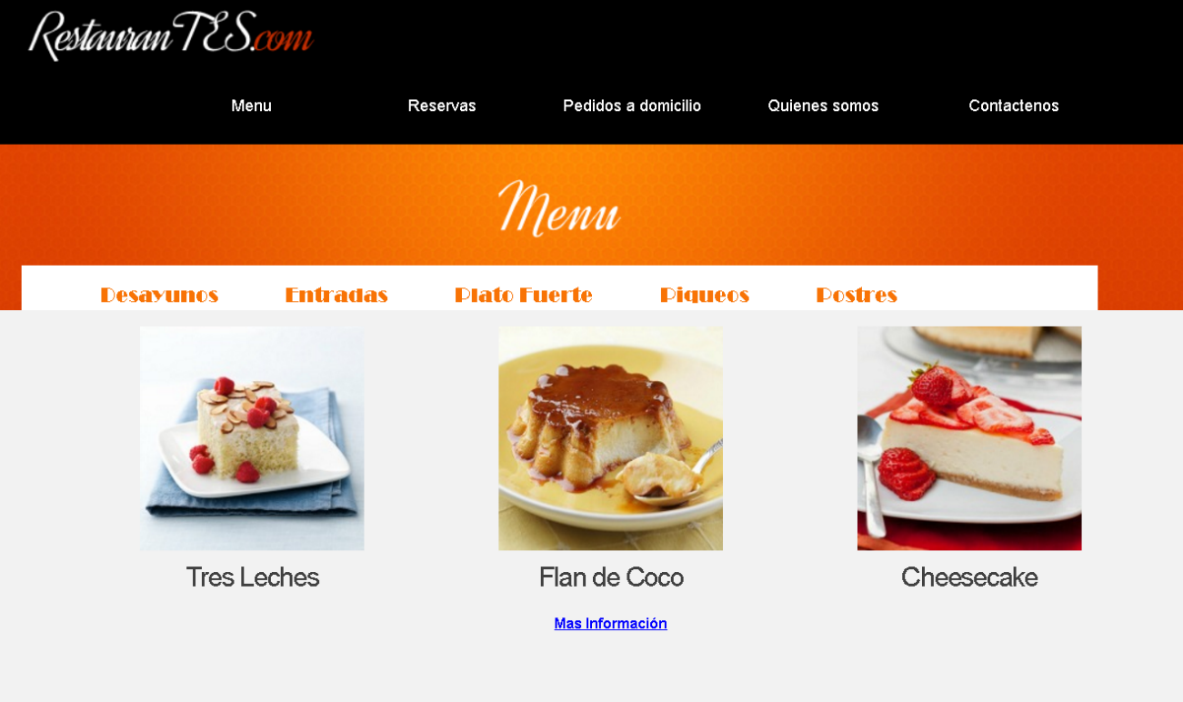 RestauranTES.com
Menu Reservas Pedidos a domicilio Quienes somos Contactenos
Menu
Desayunos Entradas Plato Fuerte Piqueos Postres
Tres Leches Flan de Coco Cheesecake
Mas Información